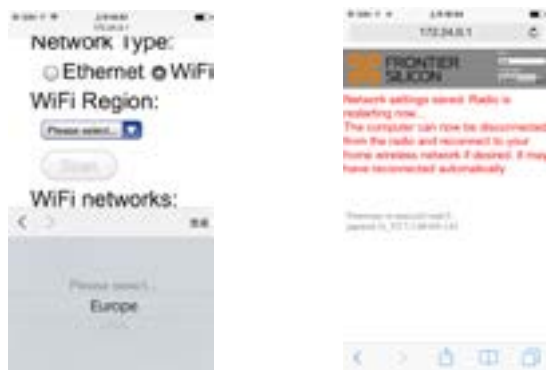 Network Type:
Ethernet WiFi
WiFi Region:
Please select...
Scan
WiFi networks:
Please select...
Europe
172.24.0.1
FRONTIER
SILICON
Network settings saved. Radio is
restarting now...
The computer can now be disconnected
from the radio and reconnect to your
home wireless network if desired. It may
have reconnected automatically.